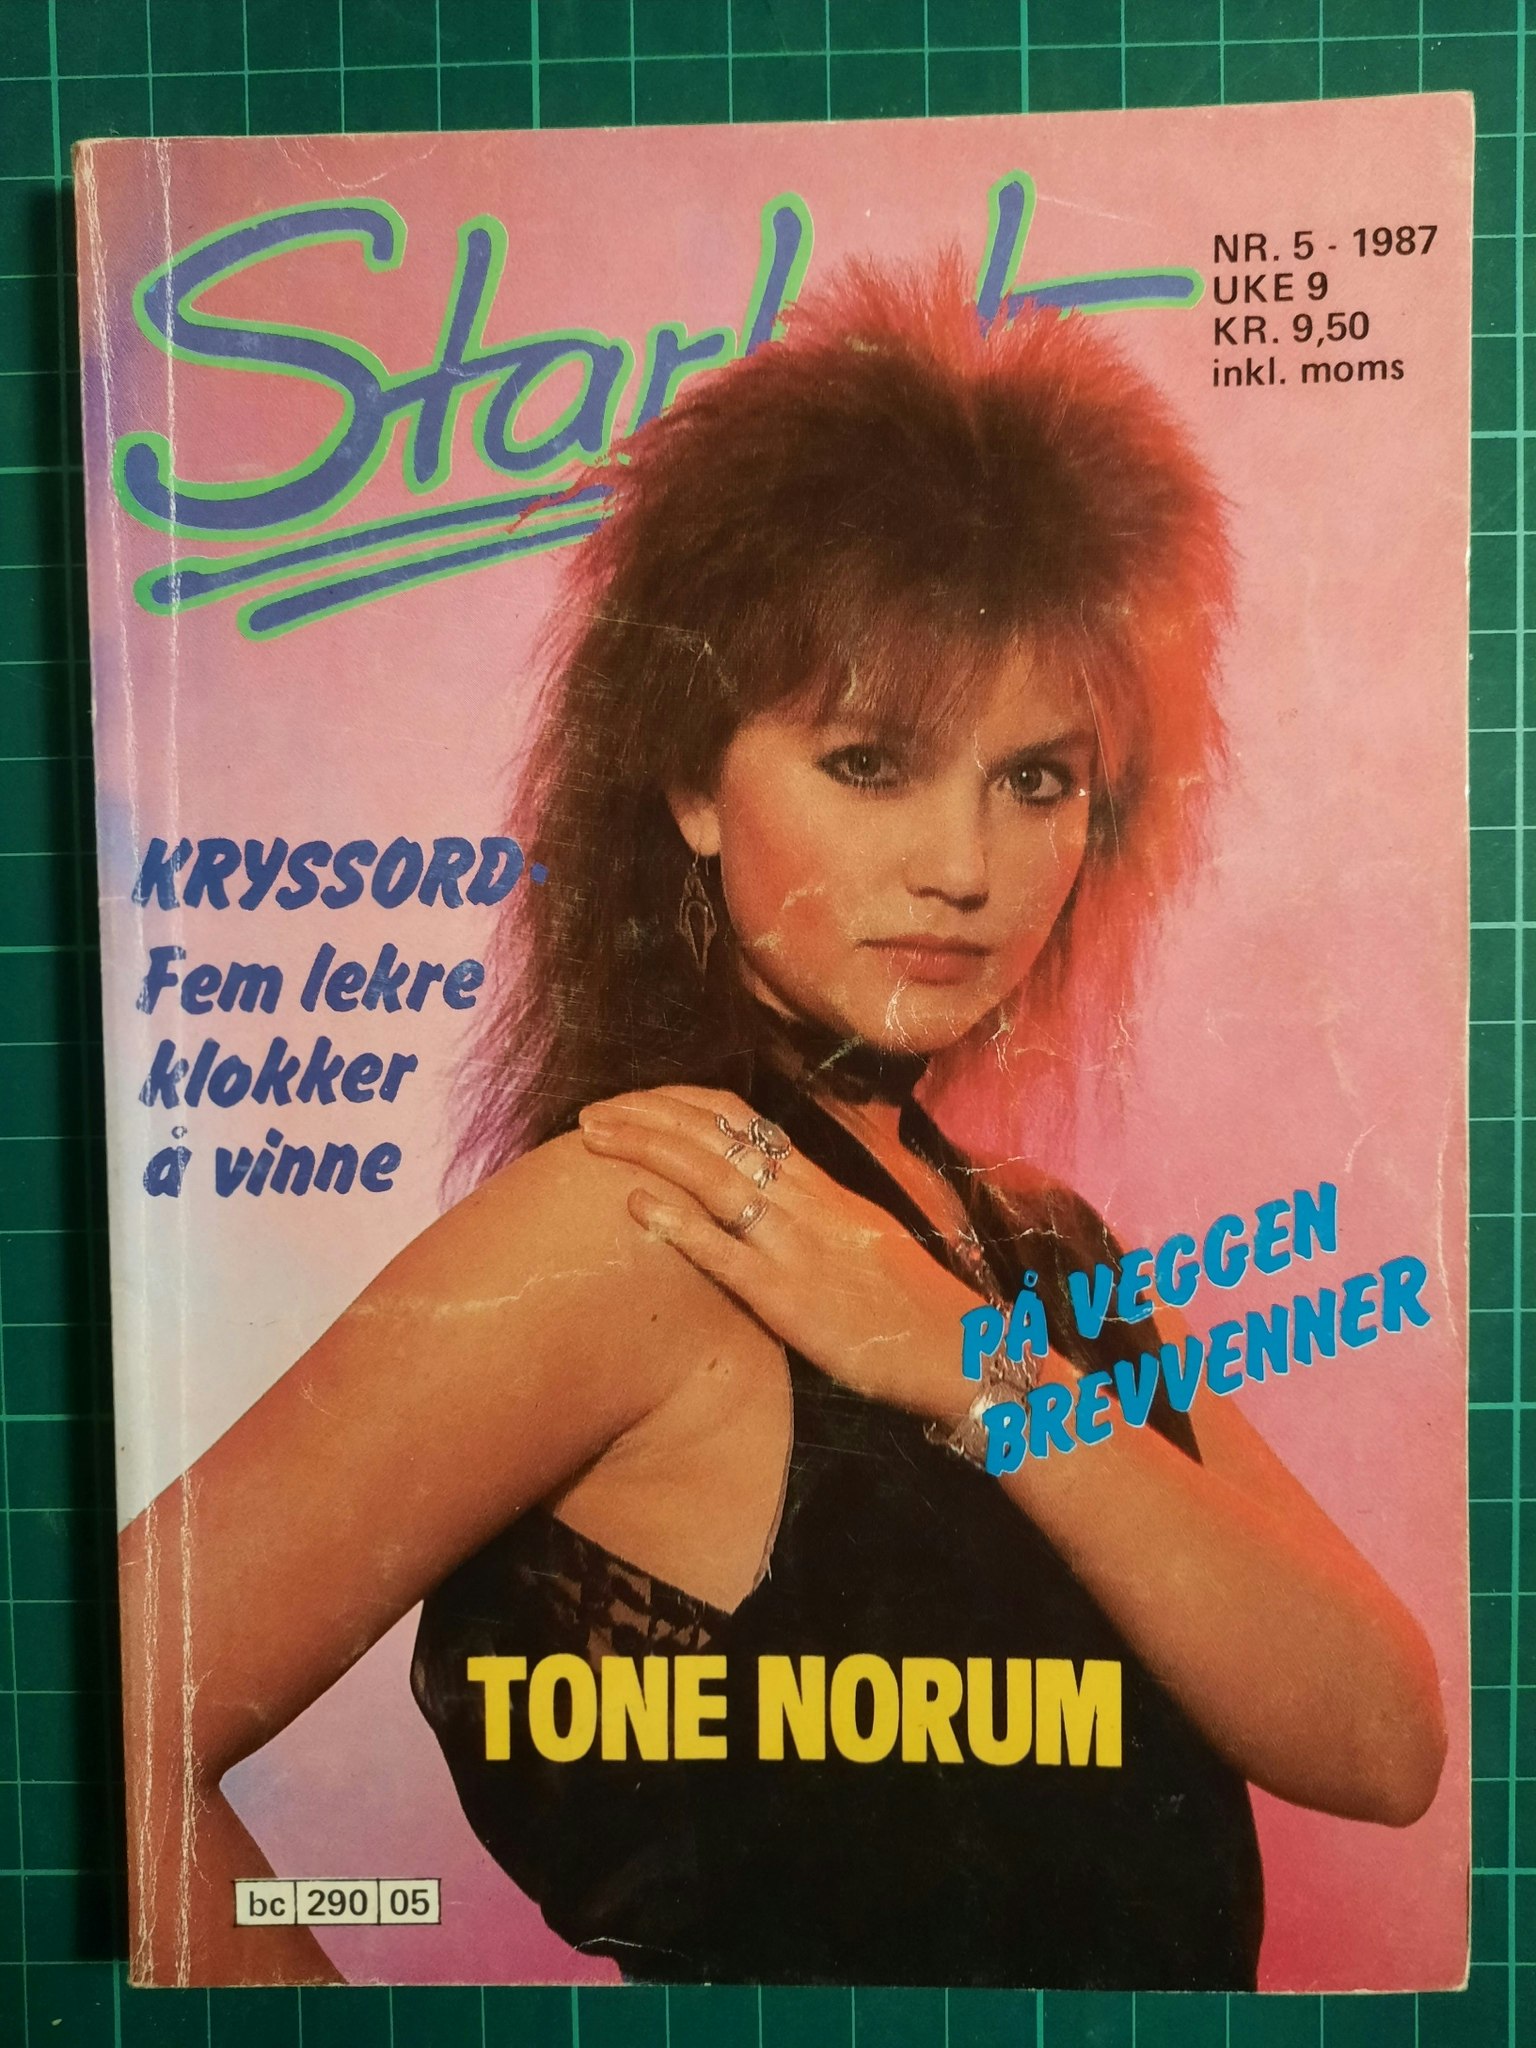 NR. 5 - 1987
UKE 9
KR. 9,50
inkl. moms
KRYSSORD-
Fem lekre
klokker
å vinne
PÅ VEGGEN
BREVVENNER
TONE NORUM
bc 290 05